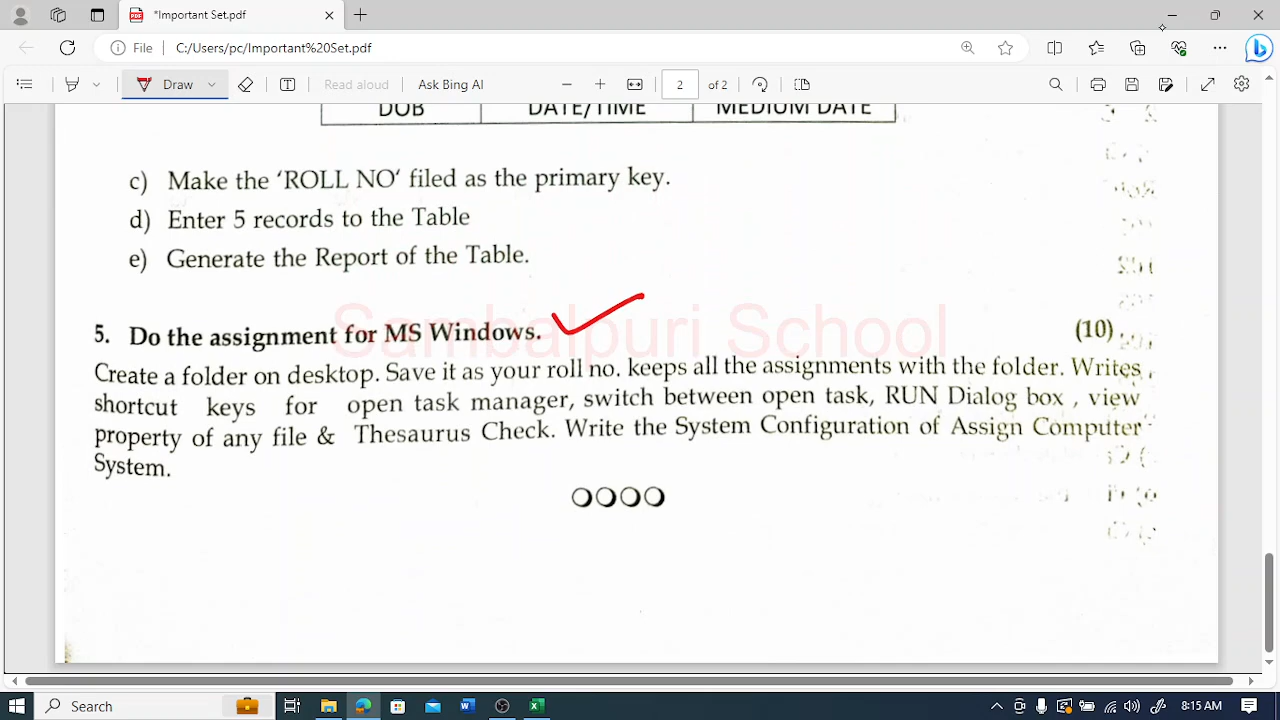 *Important Set.pdf
File C:/Users/pc/Important%20Set.pdf
Draw Read aloud Ask Bing AI 2 of 2
DOB DATE/TIME MEDIUM DATE
c) Make the ‘ROLL NO‘ filed as the primary key.
d) Enter 5 records to the Table
e) Generate the Report of the Table.
Sambalpuri School
5. Do the assignment for MS Windows. (10)
Create a folder on desktop. Save it as your roll no. keeps all the assignments with the folder. Writes
shortcut keys for open task manager, switch between open task, RUN Dialog box , view
property of any file & Thesaurus Check. Write the System Configuration of Assign Computer
System.
Search 8:15 AM